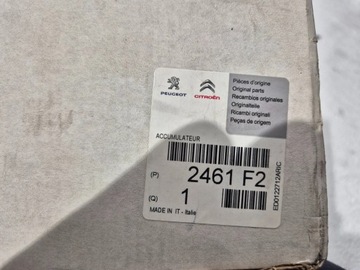 PEUGEOT
CITROËN
Pièces d'origine
Original parts
Recambios originales
Originalteile
Ricambi originali
Peças de origem
ACCUMULATEUR
(P) 2461 F2
(Q) 1
MADE IN IT - Italie
ED0122712ARIC